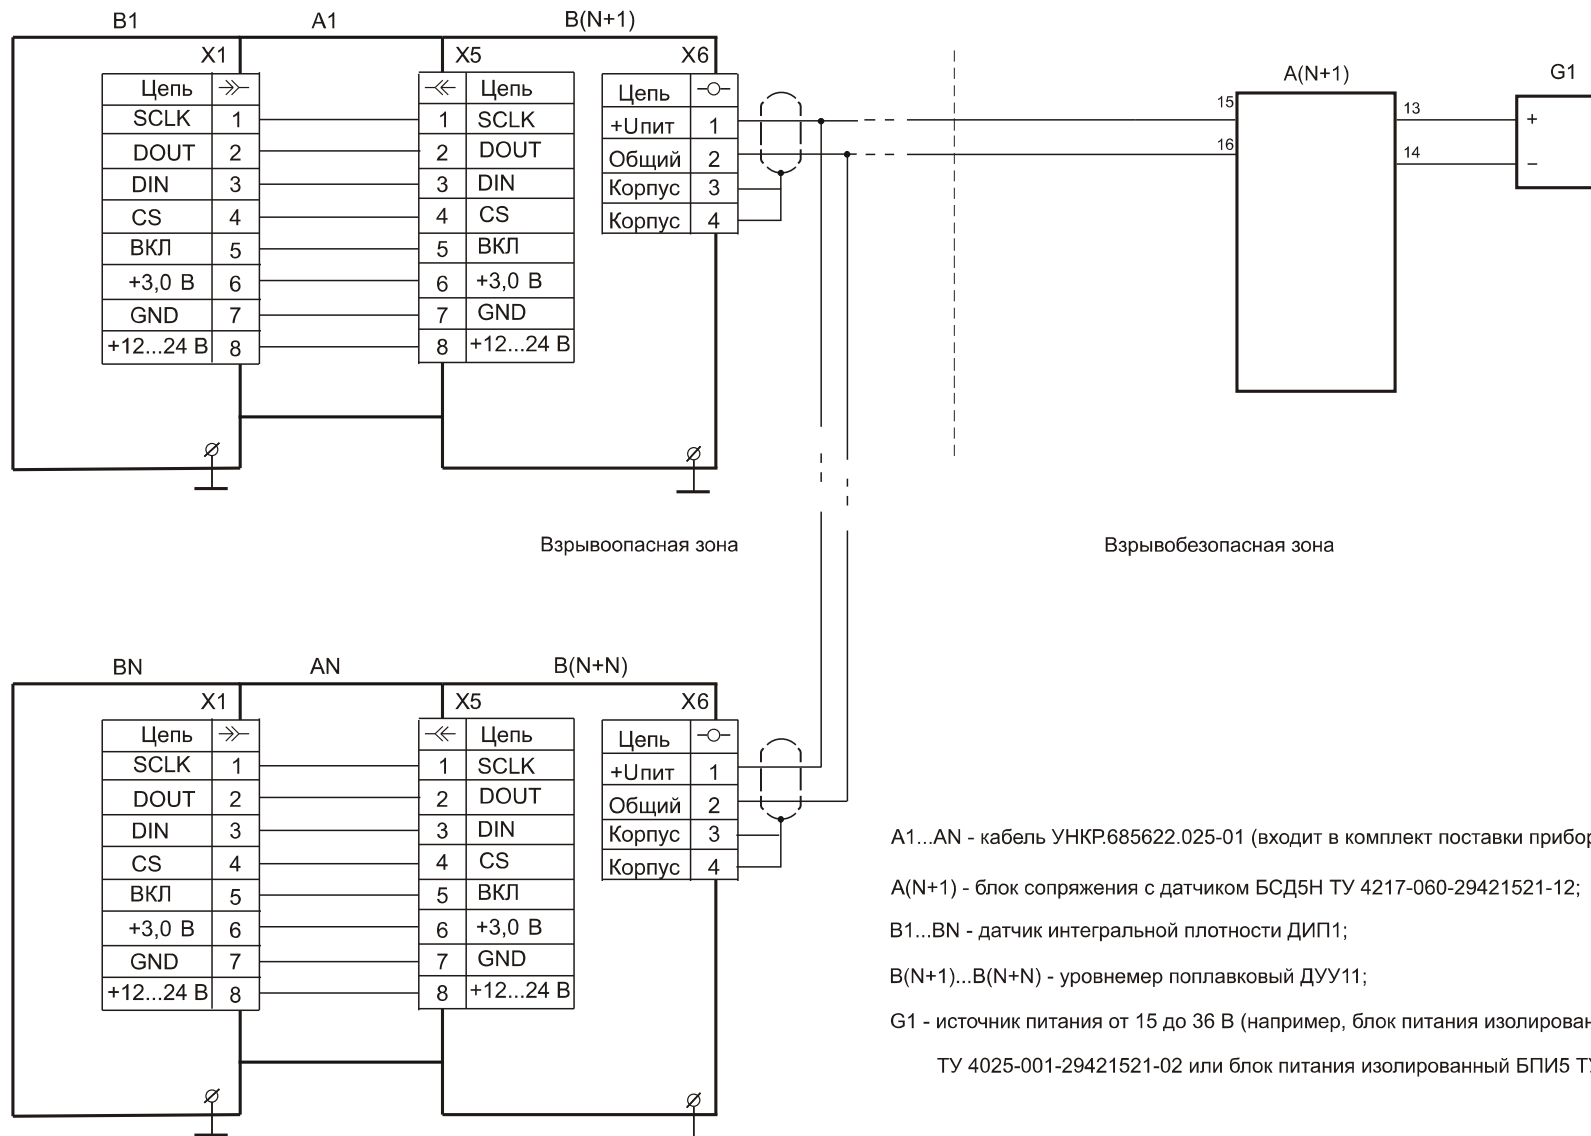 B1 A1 B(N+1)
X1 X5 X6
Цепь Цепь Цепь
SCLK 1 1 SCLK +Uпит 1
DOUT 2 2 DOUT Общий 2
DIN 3 3 DIN Корпус 3
CS 4 4 CS Корпус 4
ВКЛ 5 5 ВКЛ
+3,0 В 6 6 +3,0 В
GND 7 7 GND
+12...24 В 8 8 +12...24 В
A(N+1) G1
15 13 +
16 14 −
Взрывоопасная зона Взрывобезопасная зона
BN AN B(N+N)
X1 X5 X6
Цепь Цепь Цепь
SCLK 1 1 SCLK +Uпит 1
DOUT 2 2 DOUT Общий 2
DIN 3 3 DIN Корпус 3
CS 4 4 CS Корпус 4
ВКЛ 5 5 ВКЛ
+3,0 В 6 6 +3,0 В
GND 7 7 GND
+12...24 В 8 8 +12...24 В
А1...АN - кабель УНКР.685622.025-01 (входит в комплект поставки прибор
А(N+1) - блок сопряжения с датчиком БСД5Н ТУ 4217-060-29421521-12;
В1...ВN - датчик интегральной плотности ДИП1;
В(N+1)...В(N+N) - уровнемер поплавковый ДУУ11;
G1 - источник питания от 15 до 36 В (например, блок питания изолирован
ТУ 4025-001-29421521-02 или блок питания изолированный БПИ5 ТУ